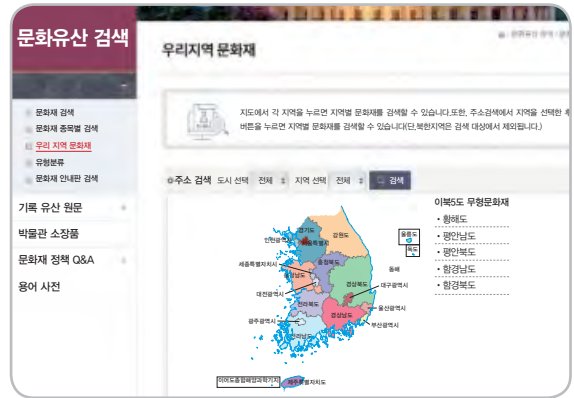 문화유산 검색
문화재 검색
문화재 종목별 검색
우리 지역 문화재
유형분류
문화재 안내판 검색
기록 유산 원문
박물관 소장품
문화재 정책 Q&A
용어 사전
우리지역 문화재
지도에서 각 지역을 누르면 지역별 문화재를 검색할 수 있습니다.또한, 주소검색에서 지역을 선택한 후
버튼을 누르면 지역별 문화재를 검색할 수 있습니다(단,북한지역은 검색 대상에서 제외됩니다.)
주소 검색 도시 선택 전체 지역 선택 전체 검색
이북5도 무형문화재
• 황해도
• 평안남도
• 평안북도
• 함경남도
• 함경북도
경기도
강원도
인천광역시
서울특별시
울릉도
독도
세종특별자치시
충청북도
충청남도
동해
대전광역시
경상북도
대구광역시
전라북도
울산광역시
광주광역시
경상남도
부산광역시
전라남도
이어도종합해양과학기지
제주특별자치도